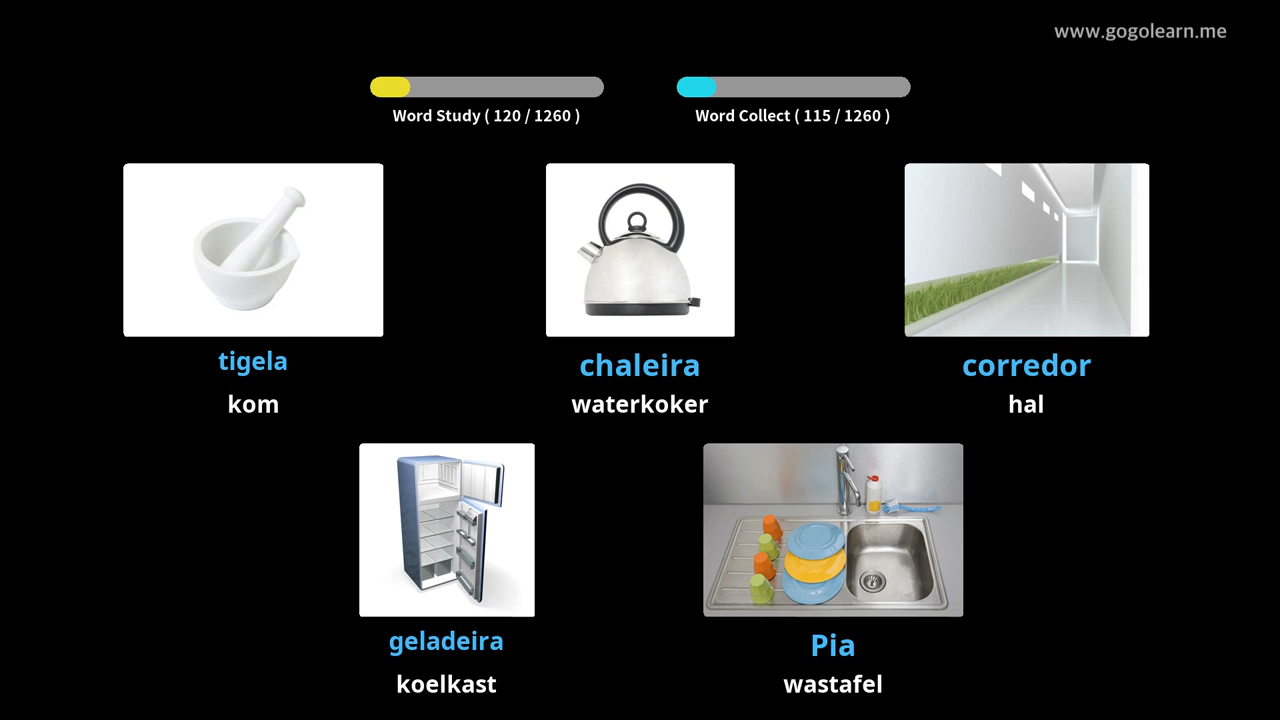 www.gogolearn.me
Word Study ( 120 / 1260 )
Word Collect ( 115 / 1260 )
tigela
kom
chaleira
waterkoker
corredor
hal
geladeira
koelkast
Pia
wastafel